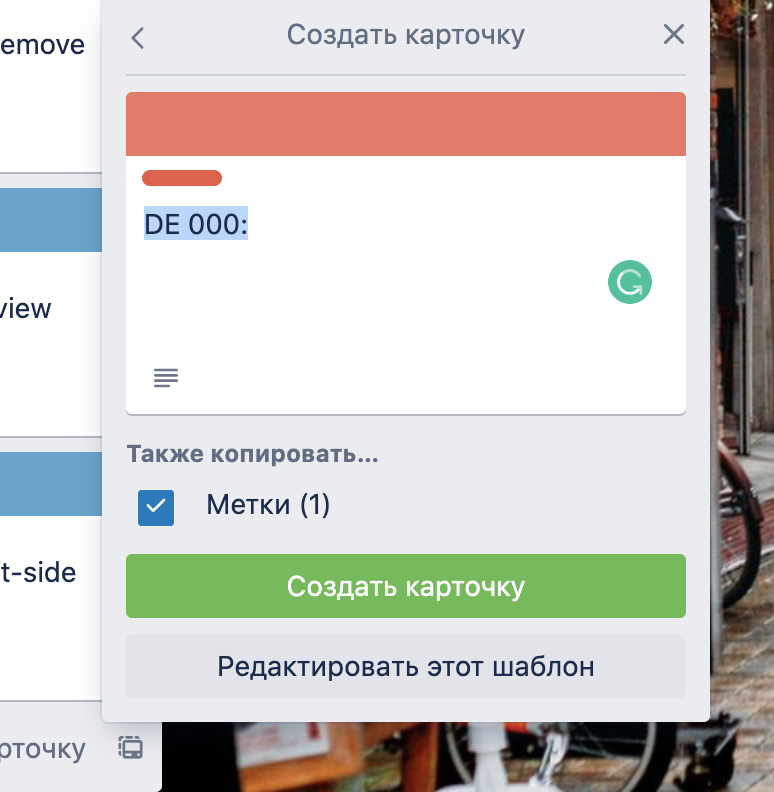 emove
Создать карточку
DE 000:
view
Также копировать...
Метки (1)
t-side
Создать карточку
Редактировать этот шаблон
рточку